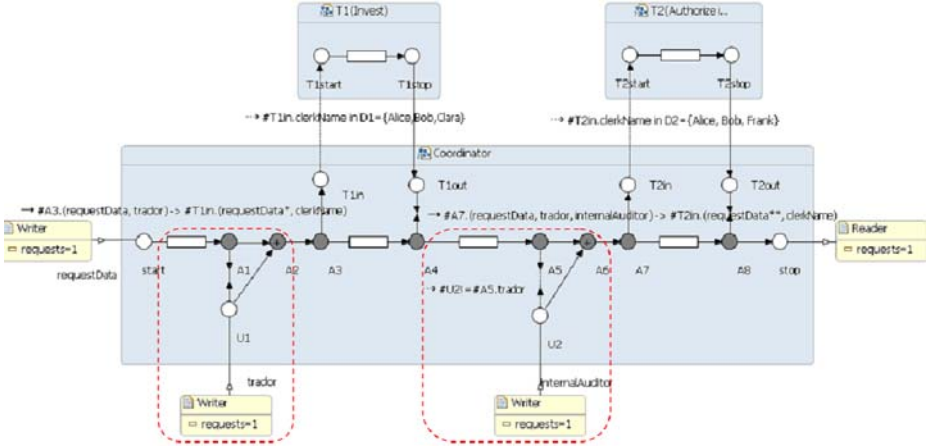 T1(Invest)
T2(Authorize i...
T1start
T1stop
T2start
T2stop
#T1in.clerkName in D1={Alice,Bob,Clara}
#T2in.clerkName in D2={Alice, Bob, Frank}
Coordinator
T1in
T1out
T2in
T2out
#A3.(requestData, trador)-> #T1in.(requestData*, clerkName)
#A7.(requestData, trador, internalAuditor)-> #T2in.(requestData**, clerkName)
Writer
requests=1
Reader
requests=1
requestData
start
A1
A2
A3
A4
A5
A6
A7
A8
stop
#U2!=#A5.trador
U1
U2
trador
internalAuditor
Writer
requests=1
Writer
requests=1